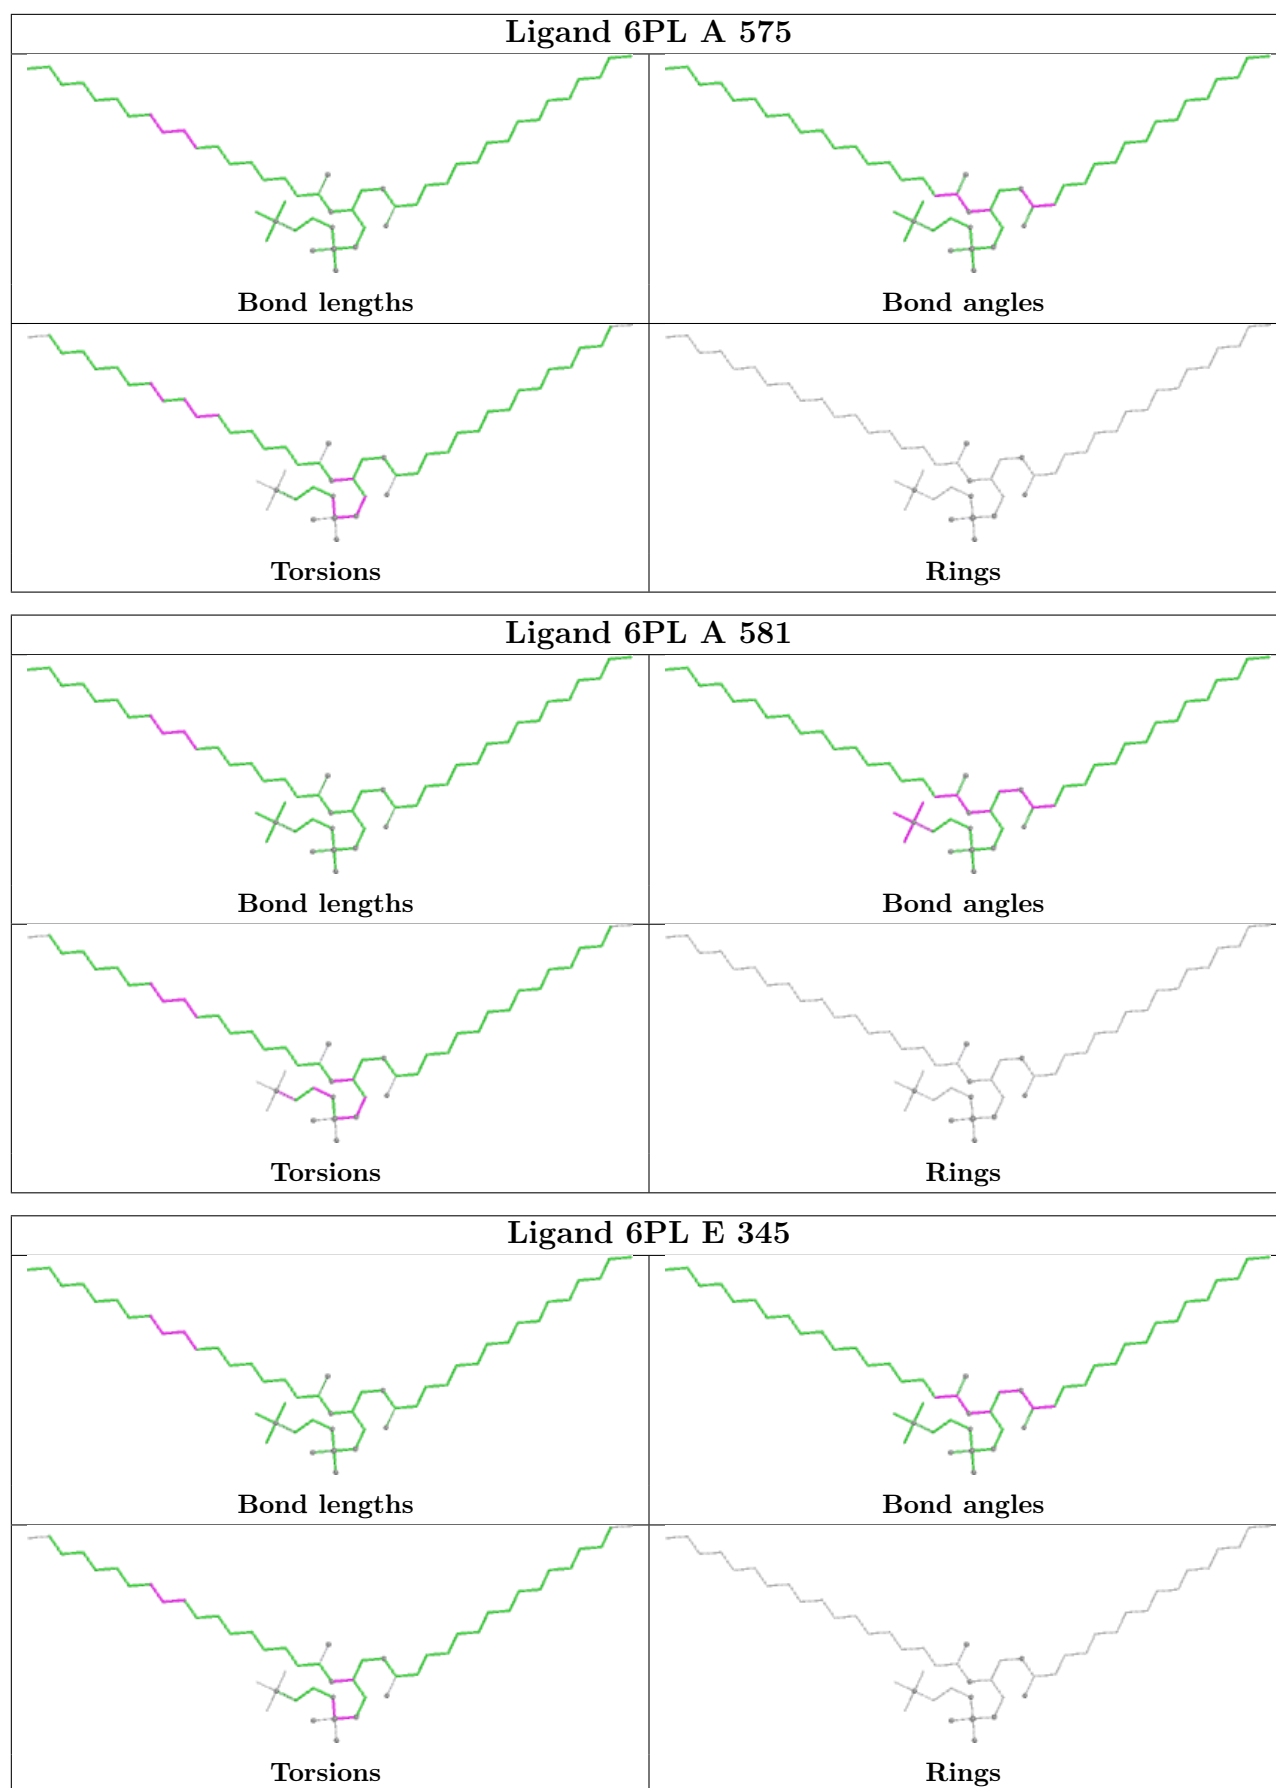 Ligand 6PL A 575
Bond lengths
Bond angles
Torsions
Rings
Ligand 6PL A 581
Bond lengths
Bond angles
Torsions
Rings
Ligand 6PL E 345
Bond lengths
Bond angles
Torsions
Rings